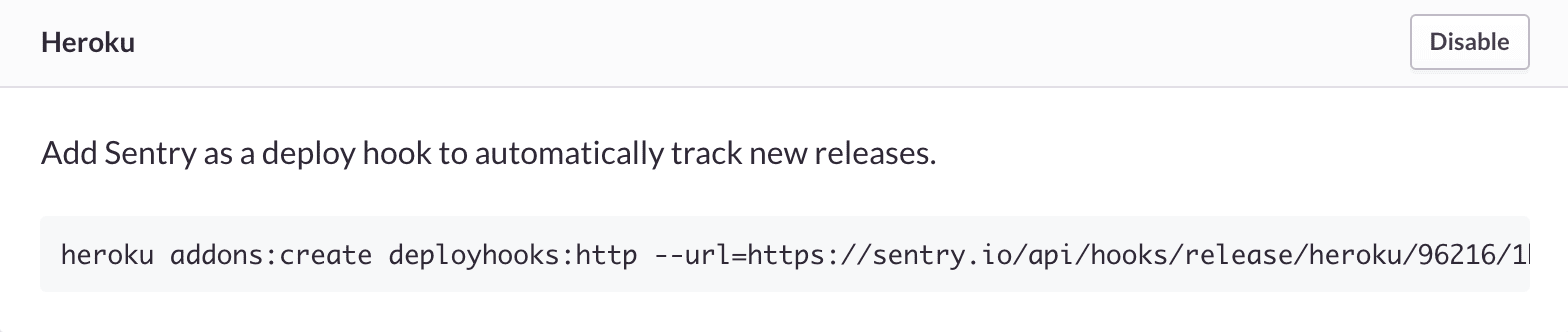 Heroku
Disable
Add Sentry as a deploy hook to automatically track new releases.
heroku addons:create deployhooks:http --url=https://sentry.io/api/hooks/release/heroku/96216/1